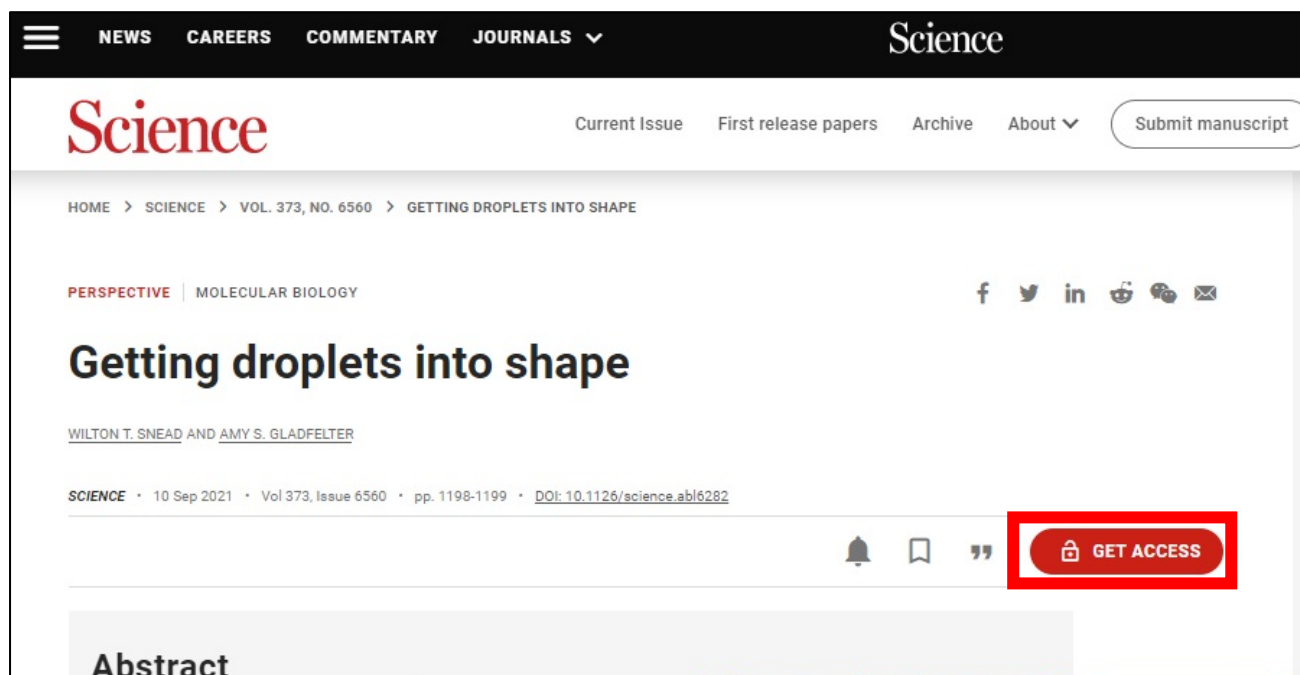 NEWS CAREERS COMMENTARY JOURNALS Science
Science Current Issue First release papers Archive About Submit manuscript
HOME > SCIENCE > VOL. 373, NO. 6560 > GETTING DROPLETS INTO SHAPE
PERSPECTIVE | MOLECULAR BIOLOGY
Getting droplets into shape
WILTON T. SNEAD AND AMY S. GLADFELTER
SCIENCE • 10 Sep 2021 • Vol 373, Issue 6560 • pp. 1198-1199 • DOI: 10.1126/science.abl6282
GET ACCESS
Abstract